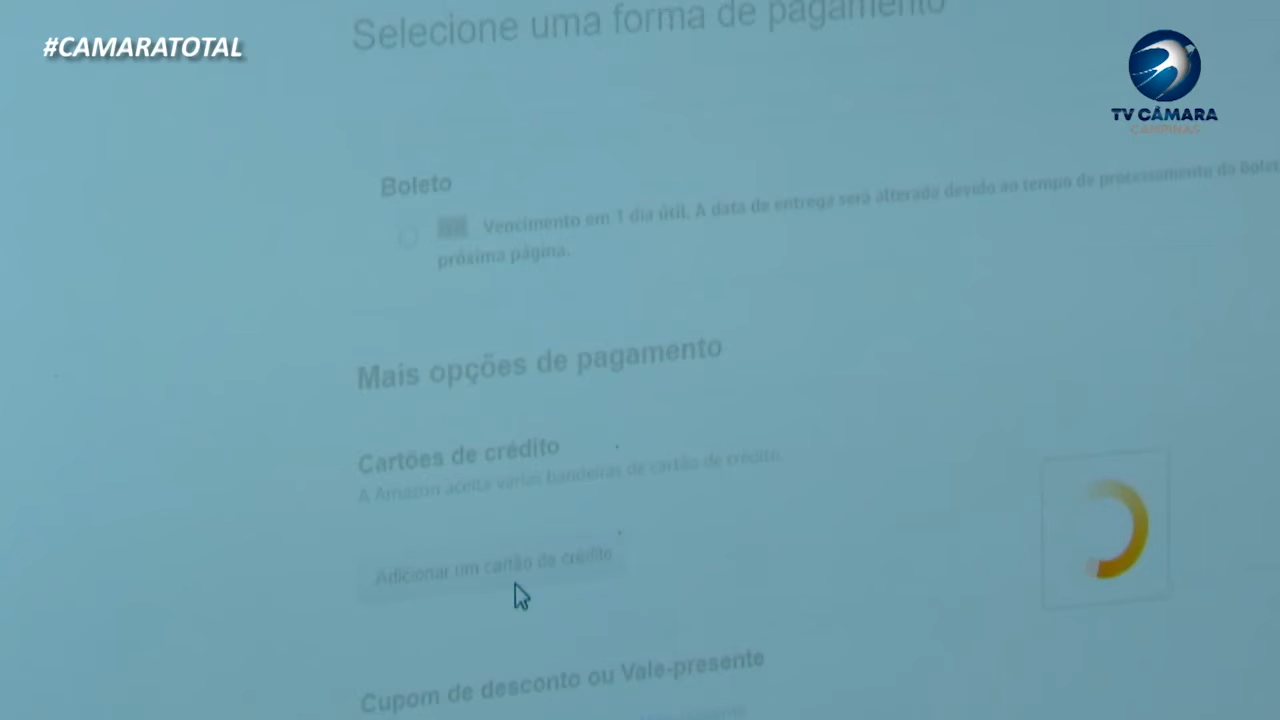 #CAMARATOTAL
TV CÂMARA
CAMPINAS
Selecione uma forma de pagamento
Boleto
Vencimento em 1 dia útil. A data de entrega será alterada devido ao tempo de processamento do
próxima página.
Mais opções de pagamento
Cartões de crédito
A Amazon aceita várias bandeiras de cartão de crédito.
Adicionar um cartão de crédito
Cupom de desconto ou Vale-presente